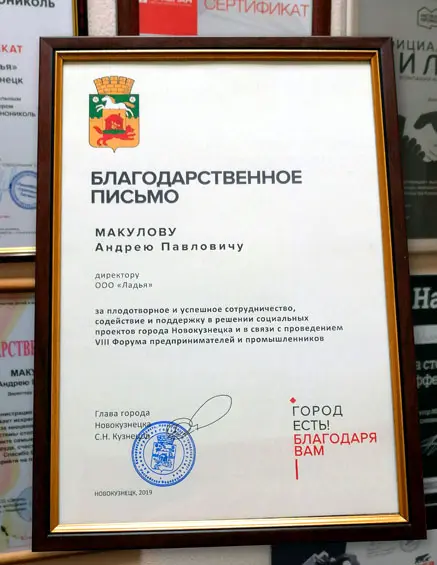 СЕРТИФИКАТ
БЛАГОДАРСТВЕННОЕ
ПИСЬМО
МАКУЛОВУ
Андрею Павловичу
директору
ООО «Ладья»
за плодотворное и успешное сотрудничество,
содействие и поддержку в решении социальных
проектов города Новокузнецка и в связи с проведением
VIII Форума предпринимателей и промышленников
Глава города
Новокузнецка
С.Н. Кузнецов
ГОРОД
ЕСТЬ!
БЛАГОДАРЯ
ВАМ
НОВОКУЗНЕЦК, 2019